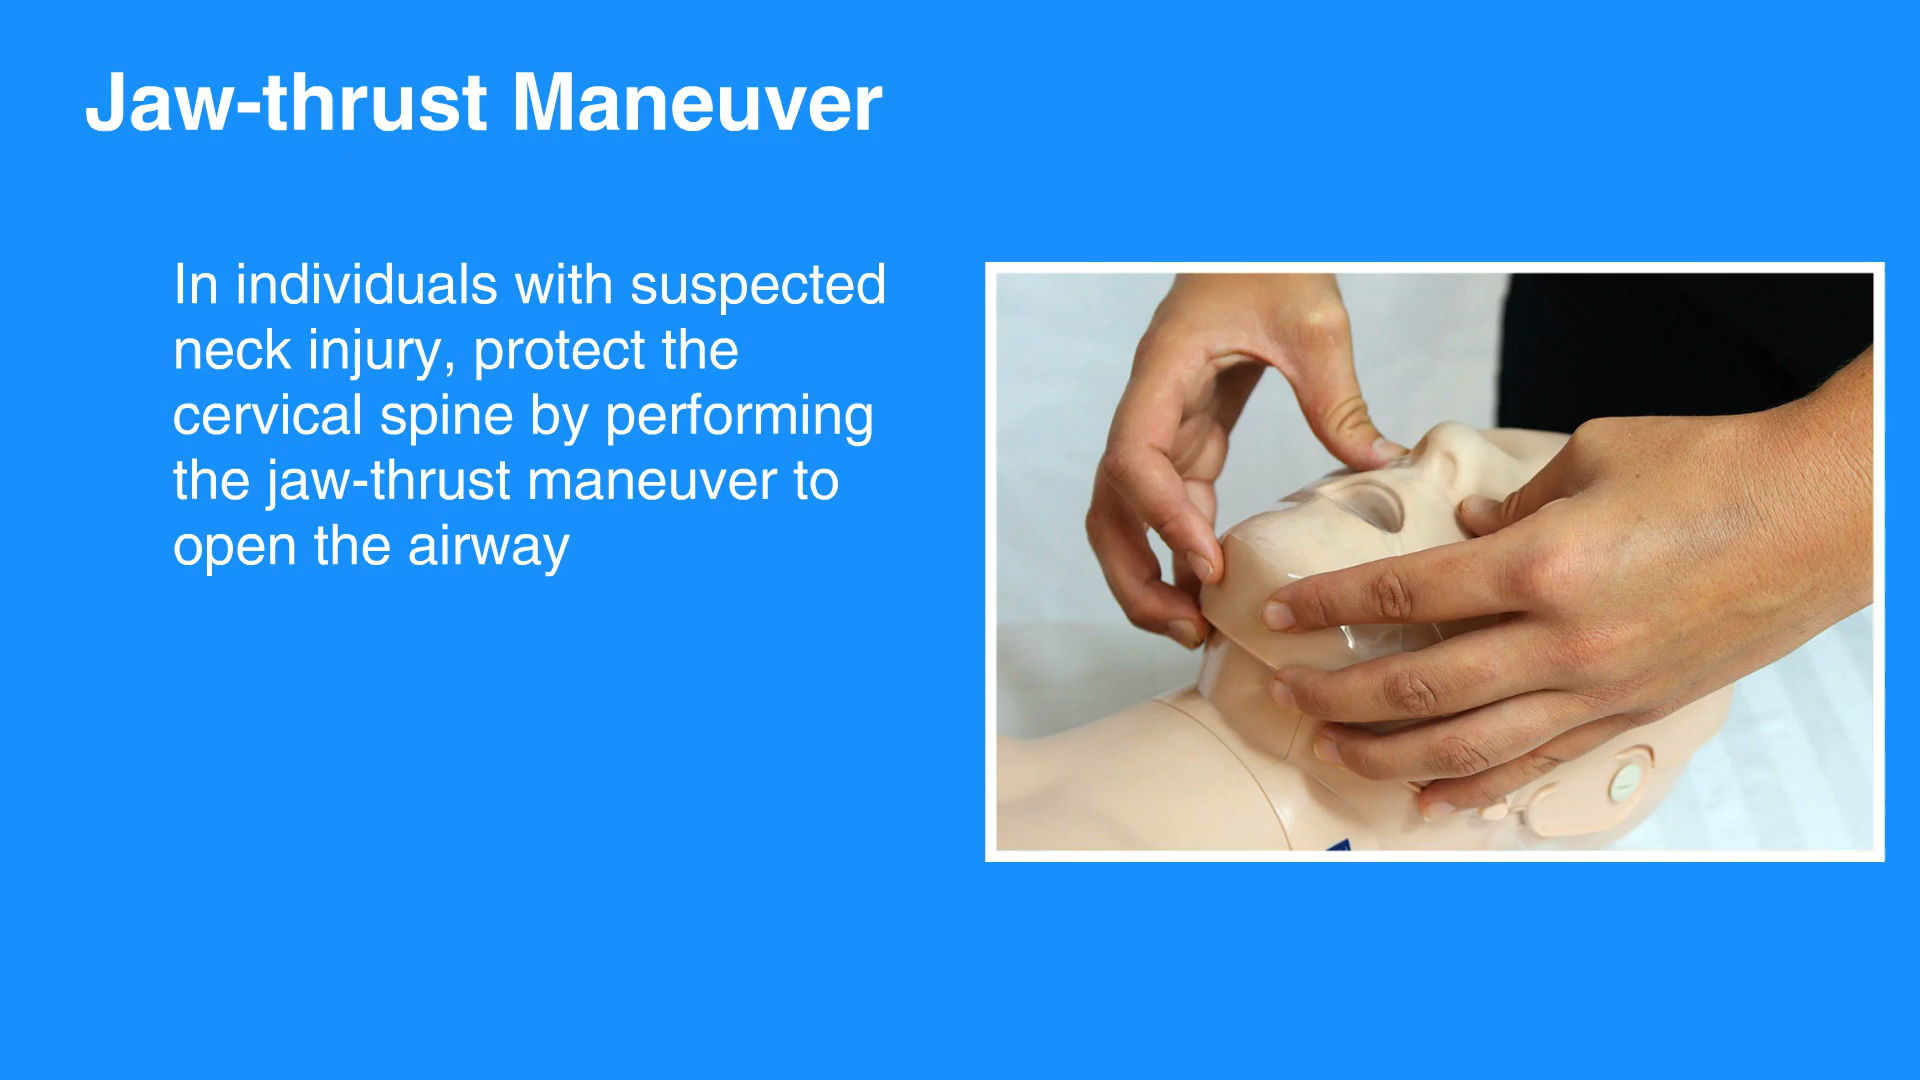 Jaw-thrust Maneuver
In individuals with suspected
neck injury, protect the
cervical spine by performing
the jaw-thrust maneuver to
open the airway